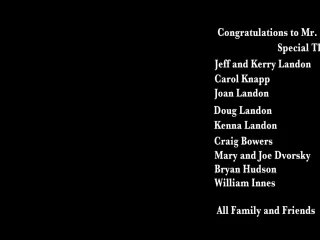 Congratulations to Mr.
Special
Jeff and Kerry Landon
Carol Knapp
Joan Landon
Doug Landon
Kenna Landon
Craig Bowers
Mary and Joe Dvorsky
Bryan Hudson
William Innes
All Family and Friends